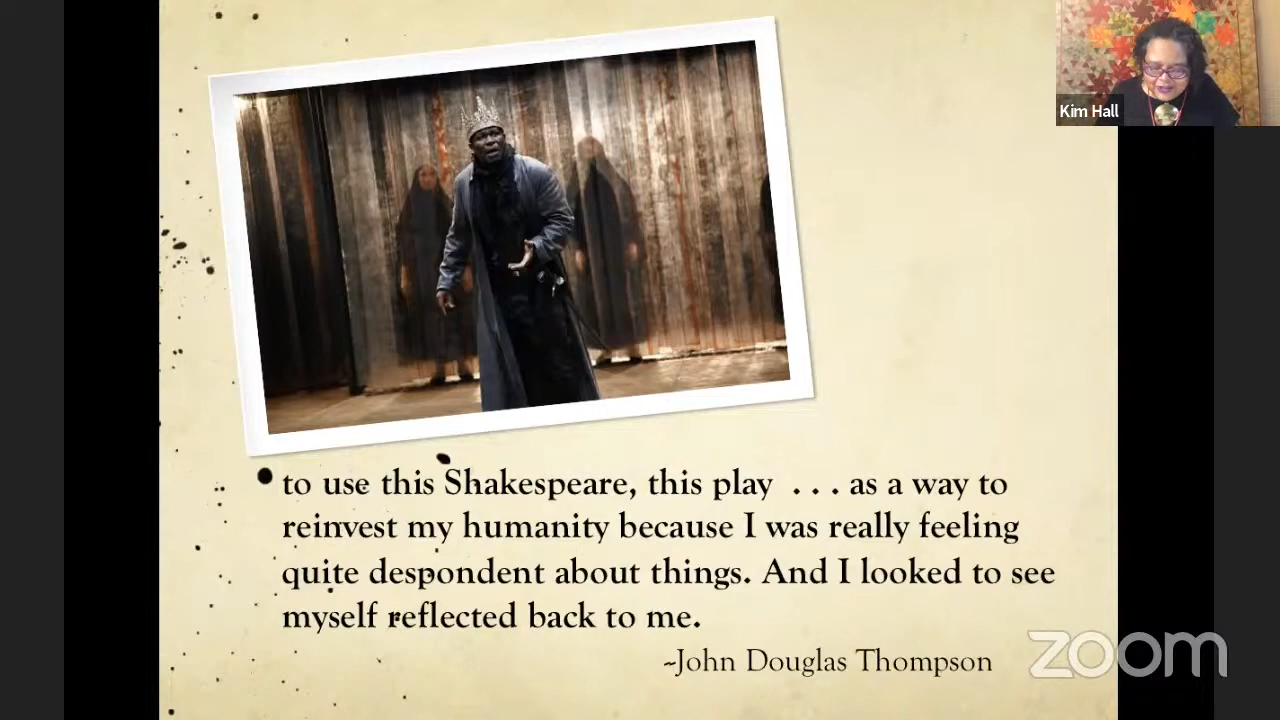 Kim Hall
to use this Shakespeare, this play . . . as a way to
reinvest my humanity because I was really feeling
quite despondent about things. And I looked to see
myself reflected back to me.
~John Douglas Thompson
zoom